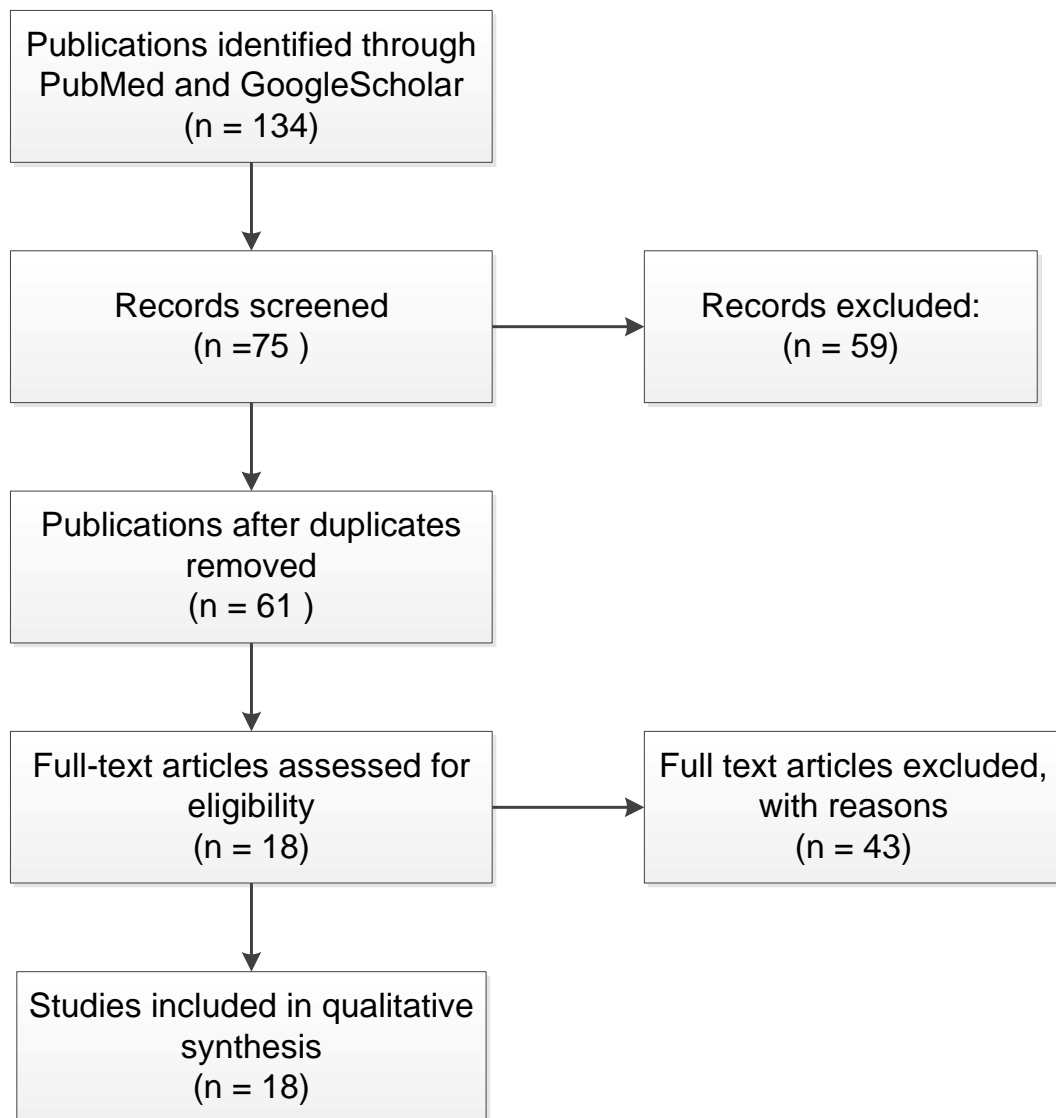 Publications identified through
PubMed and GoogleScholar
(n = 134)
Records screened
(n =75 )
Records excluded:
(n = 59)
Publications after duplicates
removed
(n = 61 )
Full-text articles assessed for
eligibility
(n = 18)
Full text articles excluded,
with reasons
(n = 43)
Studies included in qualitative
synthesis
(n = 18)